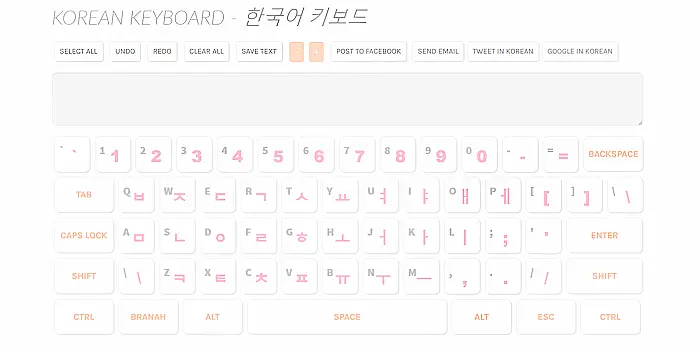 KOREAN KEYBOARD - 한국어 키보드
SELECT ALL UNDO REDO CLEAR ALL SAVE TEXT - + POST TO FACEBOOK SEND EMAIL TWEET IN KOREAN GOOGLE IN KOREAN
` ` 1 1 2 2 3 3 4 4 5 5 6 6 7 7 8 8 9 9 0 0 - - = = BACKSPACE
TAB Q ㅂ W ㅈ E ㄷ R ㄱ T ㅅ Y ㅛ U ㅕ I ㅑ O ㅐ P ㅔ [ [ ] ] \ \
CAPS LOCK A ㅁ S ㄴ D ㅇ F ㄹ G ㅎ H ㅗ J ㅓ K ㅏ L ㅣ ; ; ' ' ENTER
SHIFT \ \ Z ㅋ X ㅌ C ㅊ V ㅍ B ㅠ N ㅜ M ㅡ , , . . / / SHIFT
CTRL BRANAH ALT SPACE ALT ESC CTRL